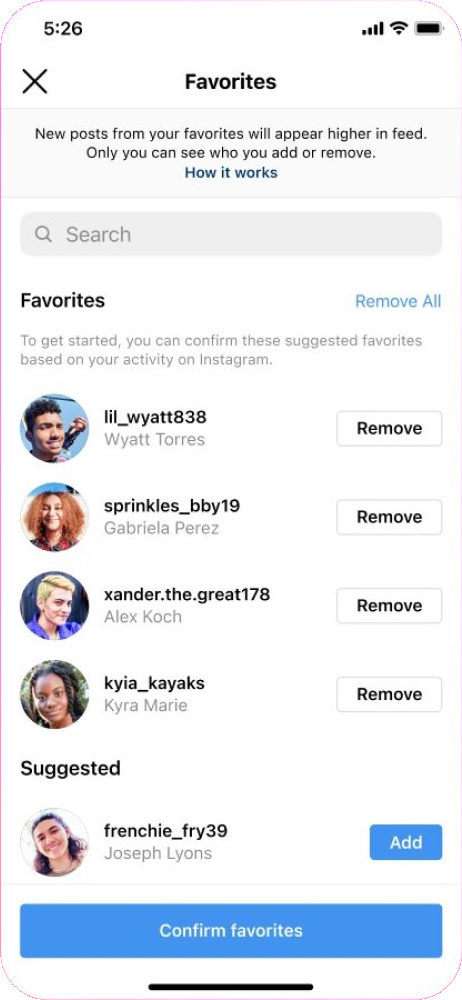 5:26
Favorites
New posts from your favorites will appear higher in feed.
Only you can see who you add or remove.
How it works
Search
Favorites
Remove All
To get started, you can confirm these suggested favorites
based on your activity on Instagram.
lil_wyatt838
Wyatt Torres
Remove
sprinkles_bby19
Gabriela Perez
Remove
xander.the.great178
Alex Koch
Remove
kyia_kayaks
Kyra Marie
Remove
Suggested
frenchie_fry39
Joseph Lyons
Add
Confirm favorites